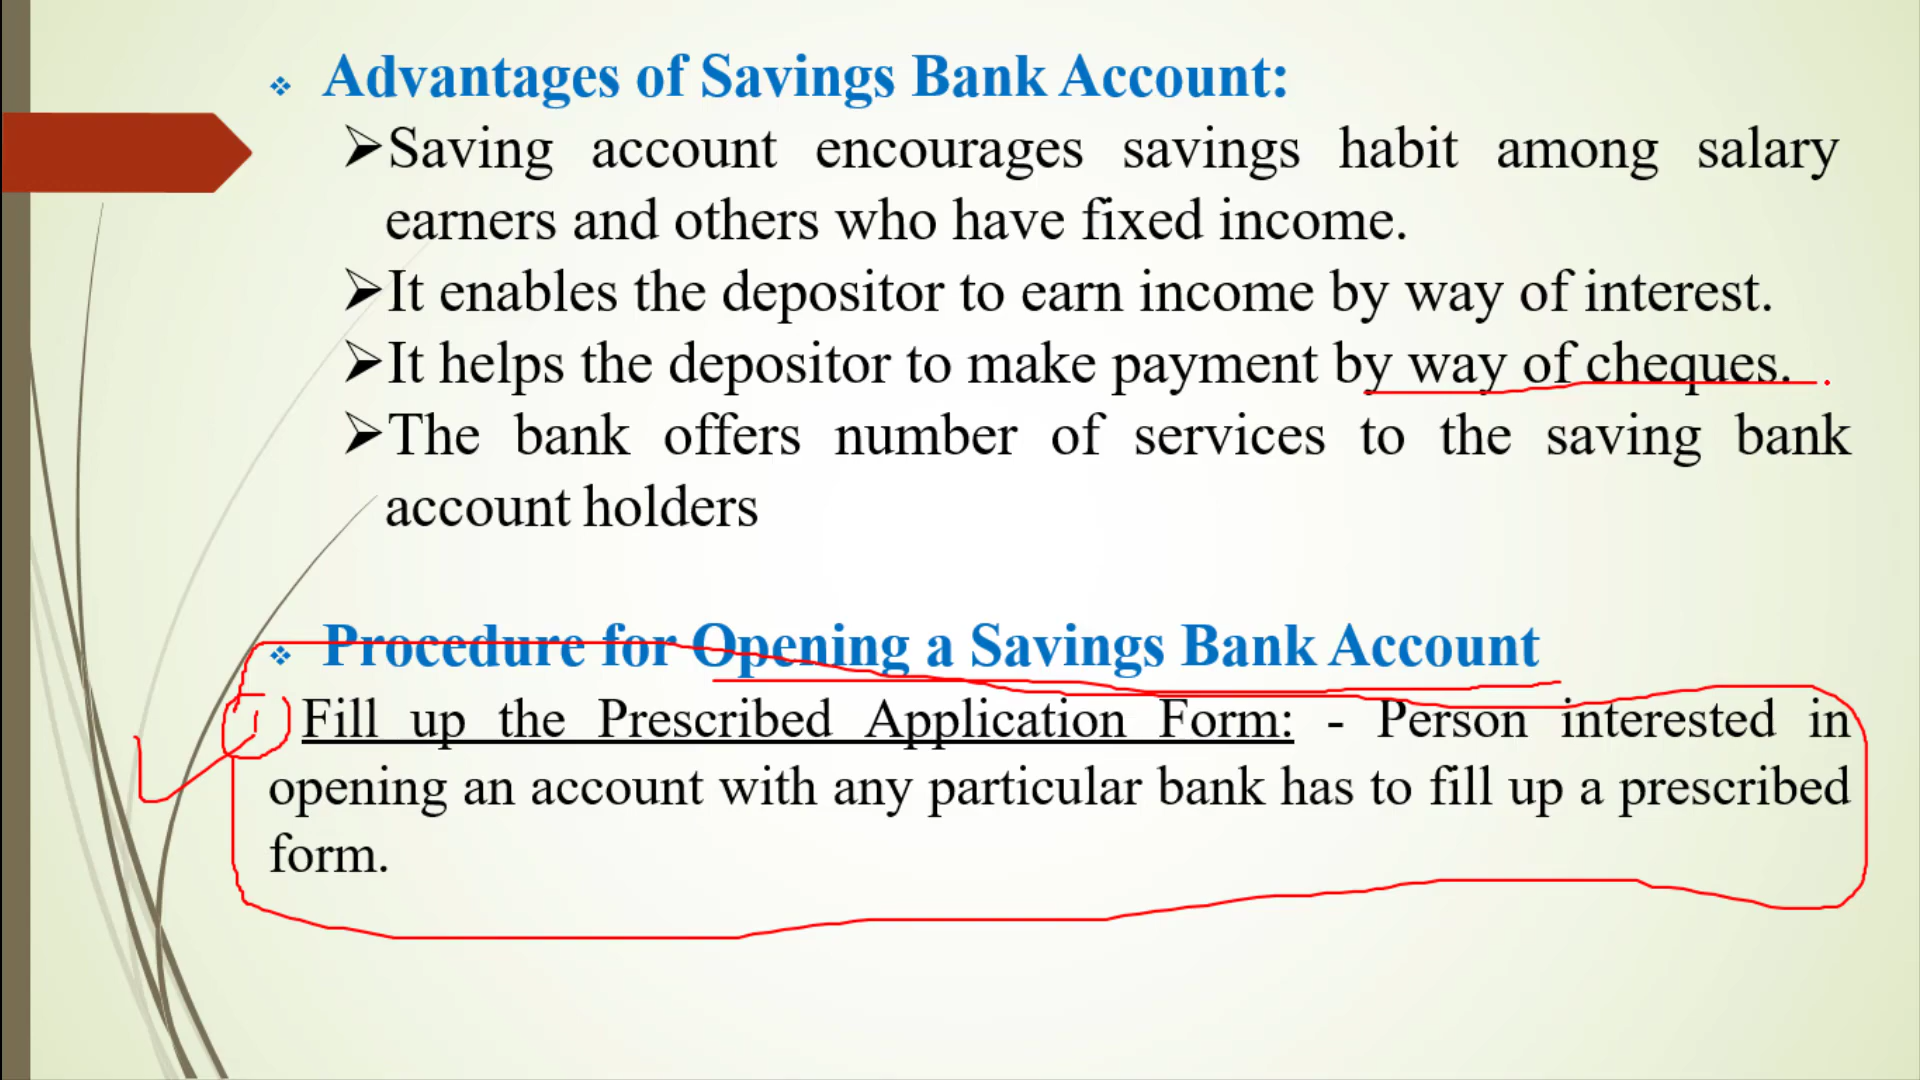 ❖ Advantages of Savings Bank Account:
➢Saving account encourages savings habit among salary
earners and others who have fixed income.
➢It enables the depositor to earn income by way of interest.
➢It helps the depositor to make payment by way of cheques.
➢The bank offers number of services to the saving bank
account holders
❖ Procedure for Opening a Savings Bank Account
Fill up the Prescribed Application Form: - Person interested in
opening an account with any particular bank has to fill up a prescribed
form.